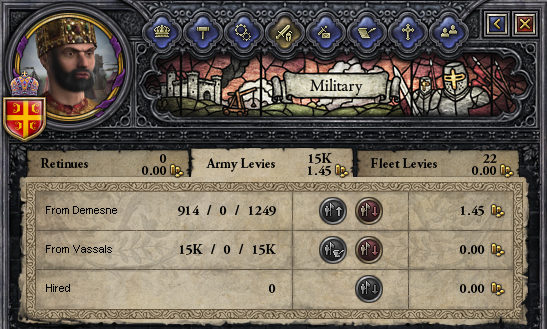 Military
Retinues 0 0.00
Army Levies 15K 1.45
Fleet Levies 22 0.00
From Demesne 914 / 0 / 1249 1.45
From Vassals 15K / 0 / 15K 0.00
Hired 0 0.00